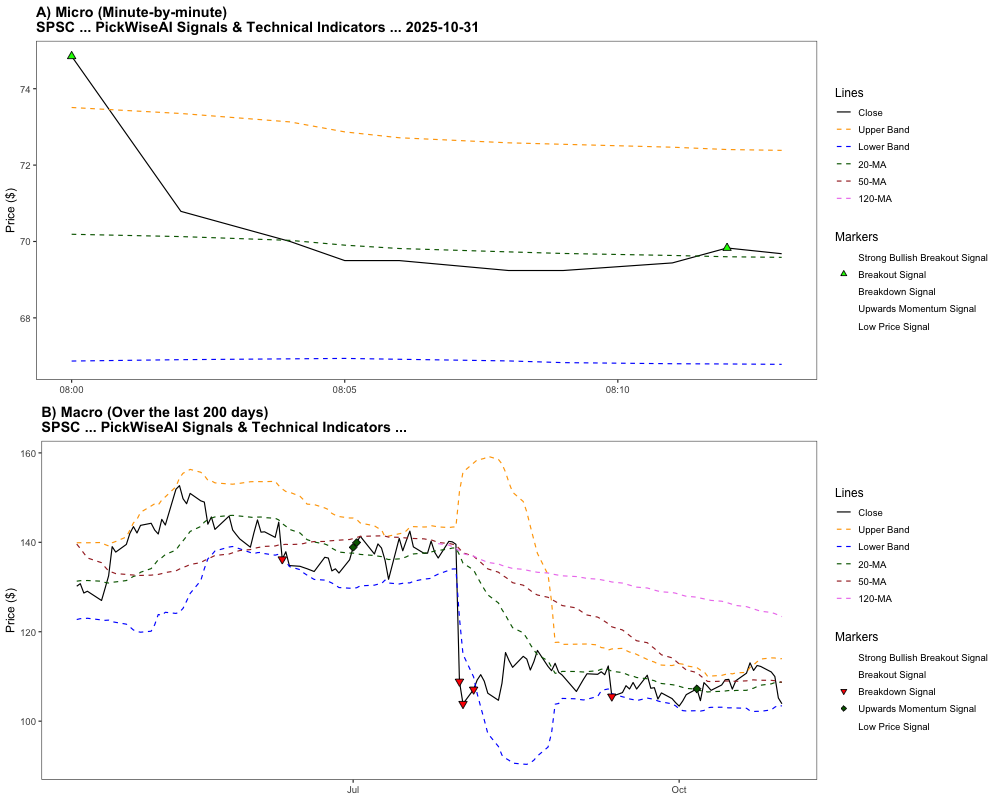 A) Micro (Minute-by-minute)
SPSC ... PickWiseAI Signals & Technical Indicators ... 2025-10-31
Price ($)
74
72
70
68
08:00
08:05
08:10
Lines
Close
Upper Band
Lower Band
20-MA
50-MA
120-MA
Markers
Strong Bullish Breakout Signal
Breakout Signal
Breakdown Signal
Upwards Momentum Signal
Low Price Signal
B) Macro (Over the last 200 days)
SPSC ... PickWiseAI Signals & Technical Indicators ...
Price ($)
160
140
120
100
Jul
Oct
Lines
Close
Upper Band
Lower Band
20-MA
50-MA
120-MA
Markers
Strong Bullish Breakout Signal
Breakout Signal
Breakdown Signal
Upwards Momentum Signal
Low Price Signal